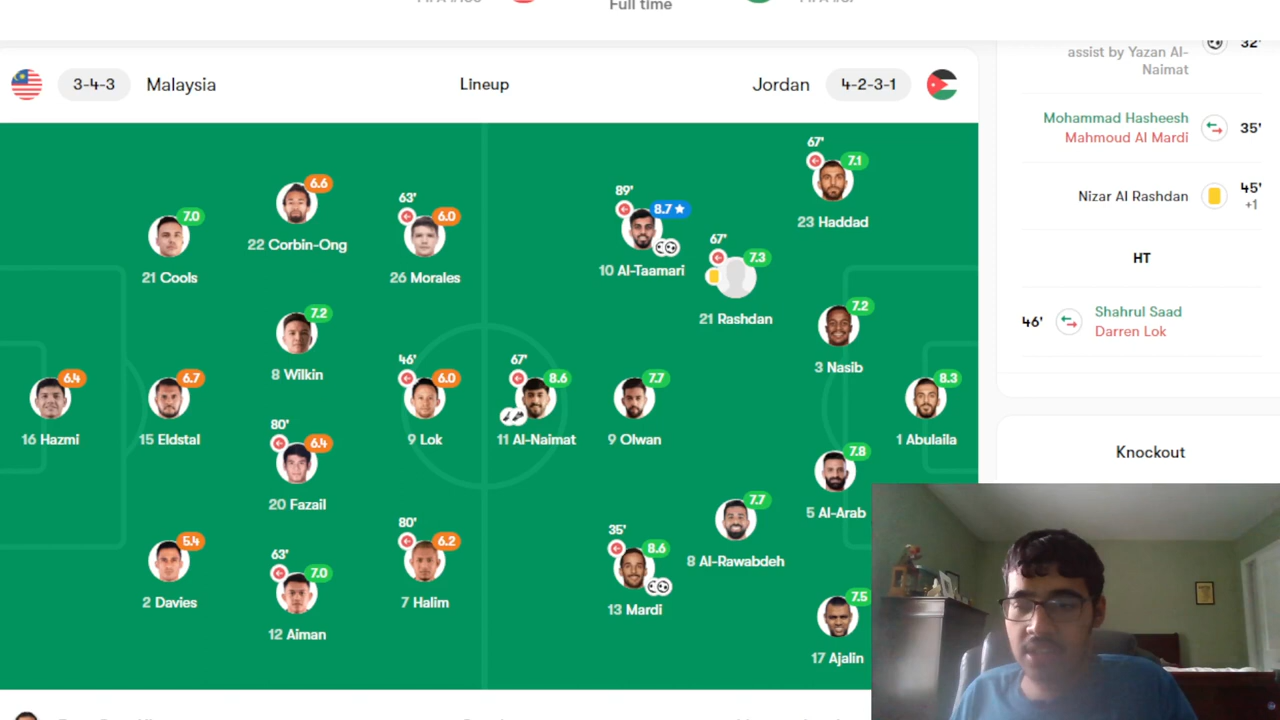 Full time
3-4-3 Malaysia Lineup Jordan 4-2-3-1
67'
7.1
23 Haddad
6.6
22 Corbin-Ong
7.0
21 Cools
63'
6.0
26 Morales
89'
8.7
10 Al-Taamari
67'
7.3
21 Rashdan
7.2
8 Wilkin
7.2
3 Nasib
6.4
16 Hazmi
6.7
15 Eldstal
46'
6.0
9 Lok
67'
8.6
11 Al-Naimat
7.7
9 Olwan
8.3
1 Abulaila
80'
6.4
20 Fazail
7.8
5 Al-Arab
5.4
2 Davies
63'
7.0
12 Aiman
80'
6.2
7 Halim
35'
8.6
13 Mardi
7.7
8 Al-Rawabdeh
7.5
17 Ajalin
32'
assist by Yazan Al-
Naimat
Mohammad Hasheesh
Mahmoud Al Mardi
35'
Nizar Al Rashdan
45'
+1
HT
46'
Shahrul Saad
Darren Lok
Knockout